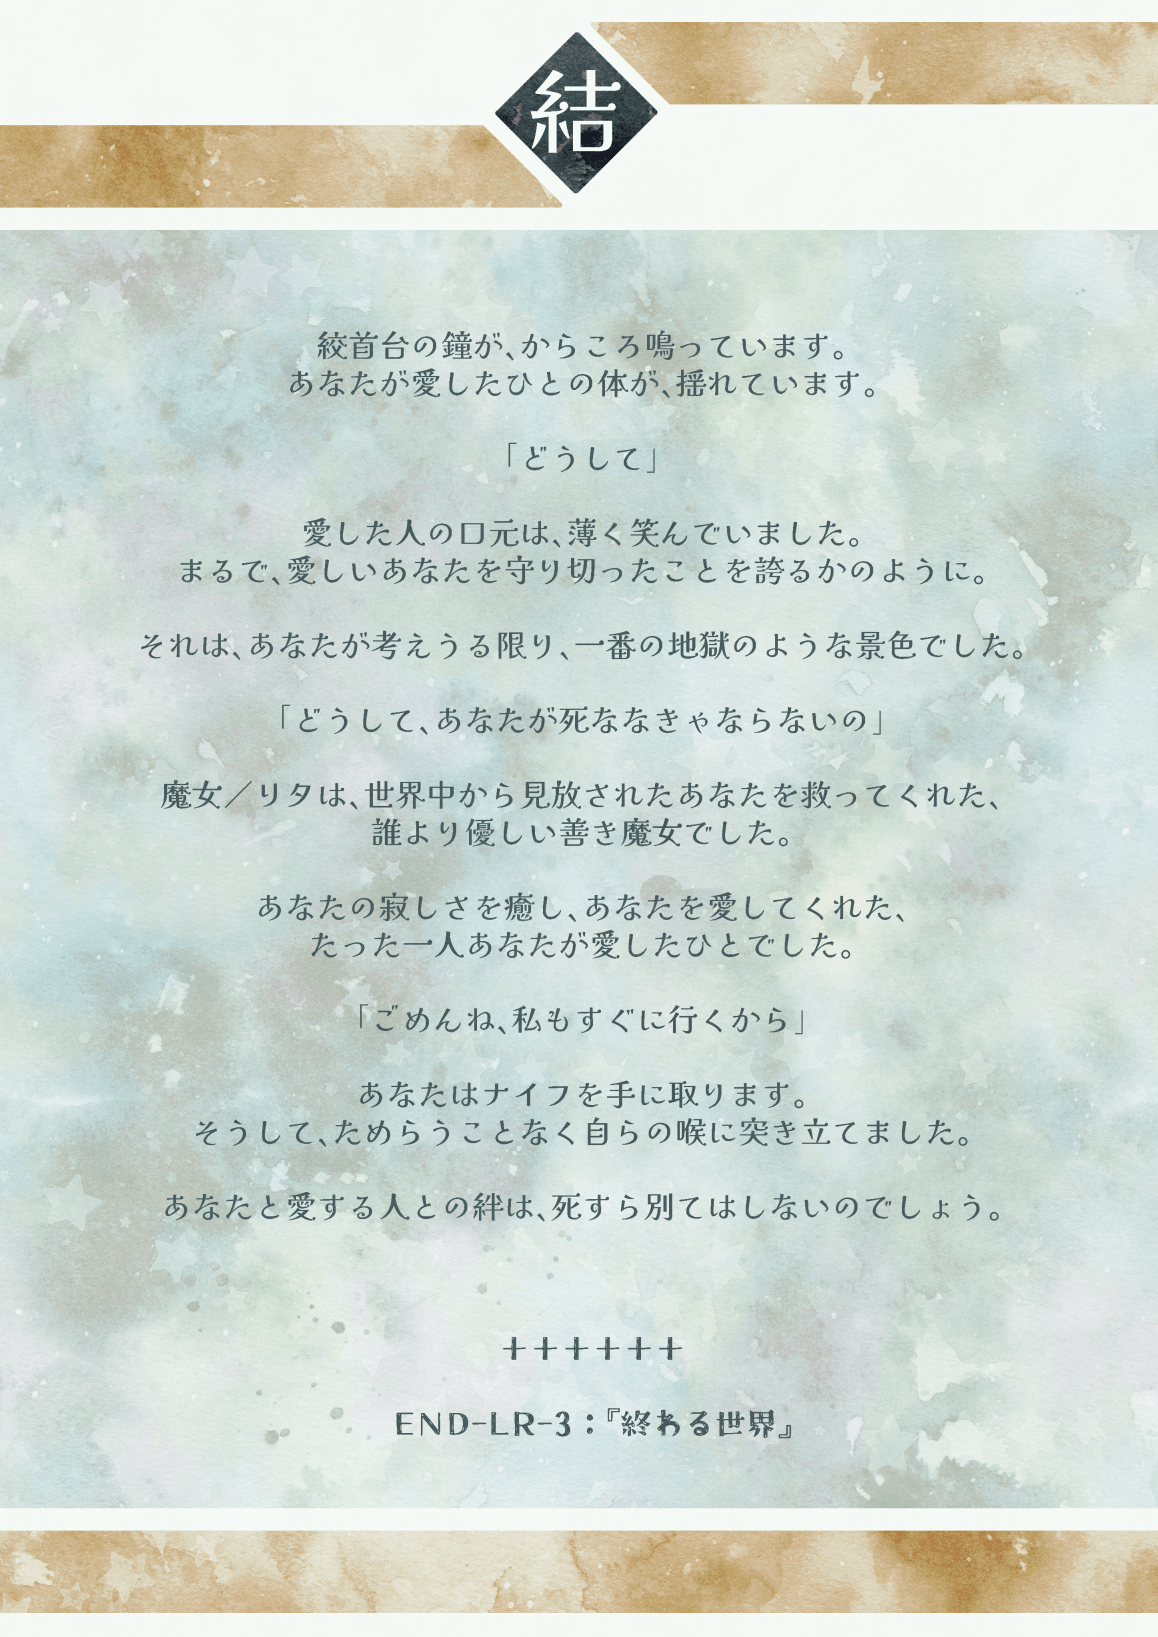 結
絞首台の鐘が、からころ鳴っています。
あなたが愛したひとの体が、揺れています。
「どうして」
愛した人の口元は、薄く笑んでいました。
まるで、愛しいあなたを守り切ったことを誇るかのように。
それは、あなたが考えうる限り、一番の地獄のような景色でした。
「どうして、あなたが死ななきゃならないの」
魔女／リタは、世界中から見放されたあなたを救ってくれた、
誰より優しい善き魔女でした。
あなたの寂しさを癒し、あなたを愛してくれた、
たった一人あなたが愛したひとでした。
「ごめんね、私もすぐに行くから」
あなたはナイフを手に取ります。
そうして、ためらうことなく自らの喉に突き立てました。
あなたと愛する人との絆は、死すら別てはしないのでしょう。
++++++
END-LR-3：『終わる世界』